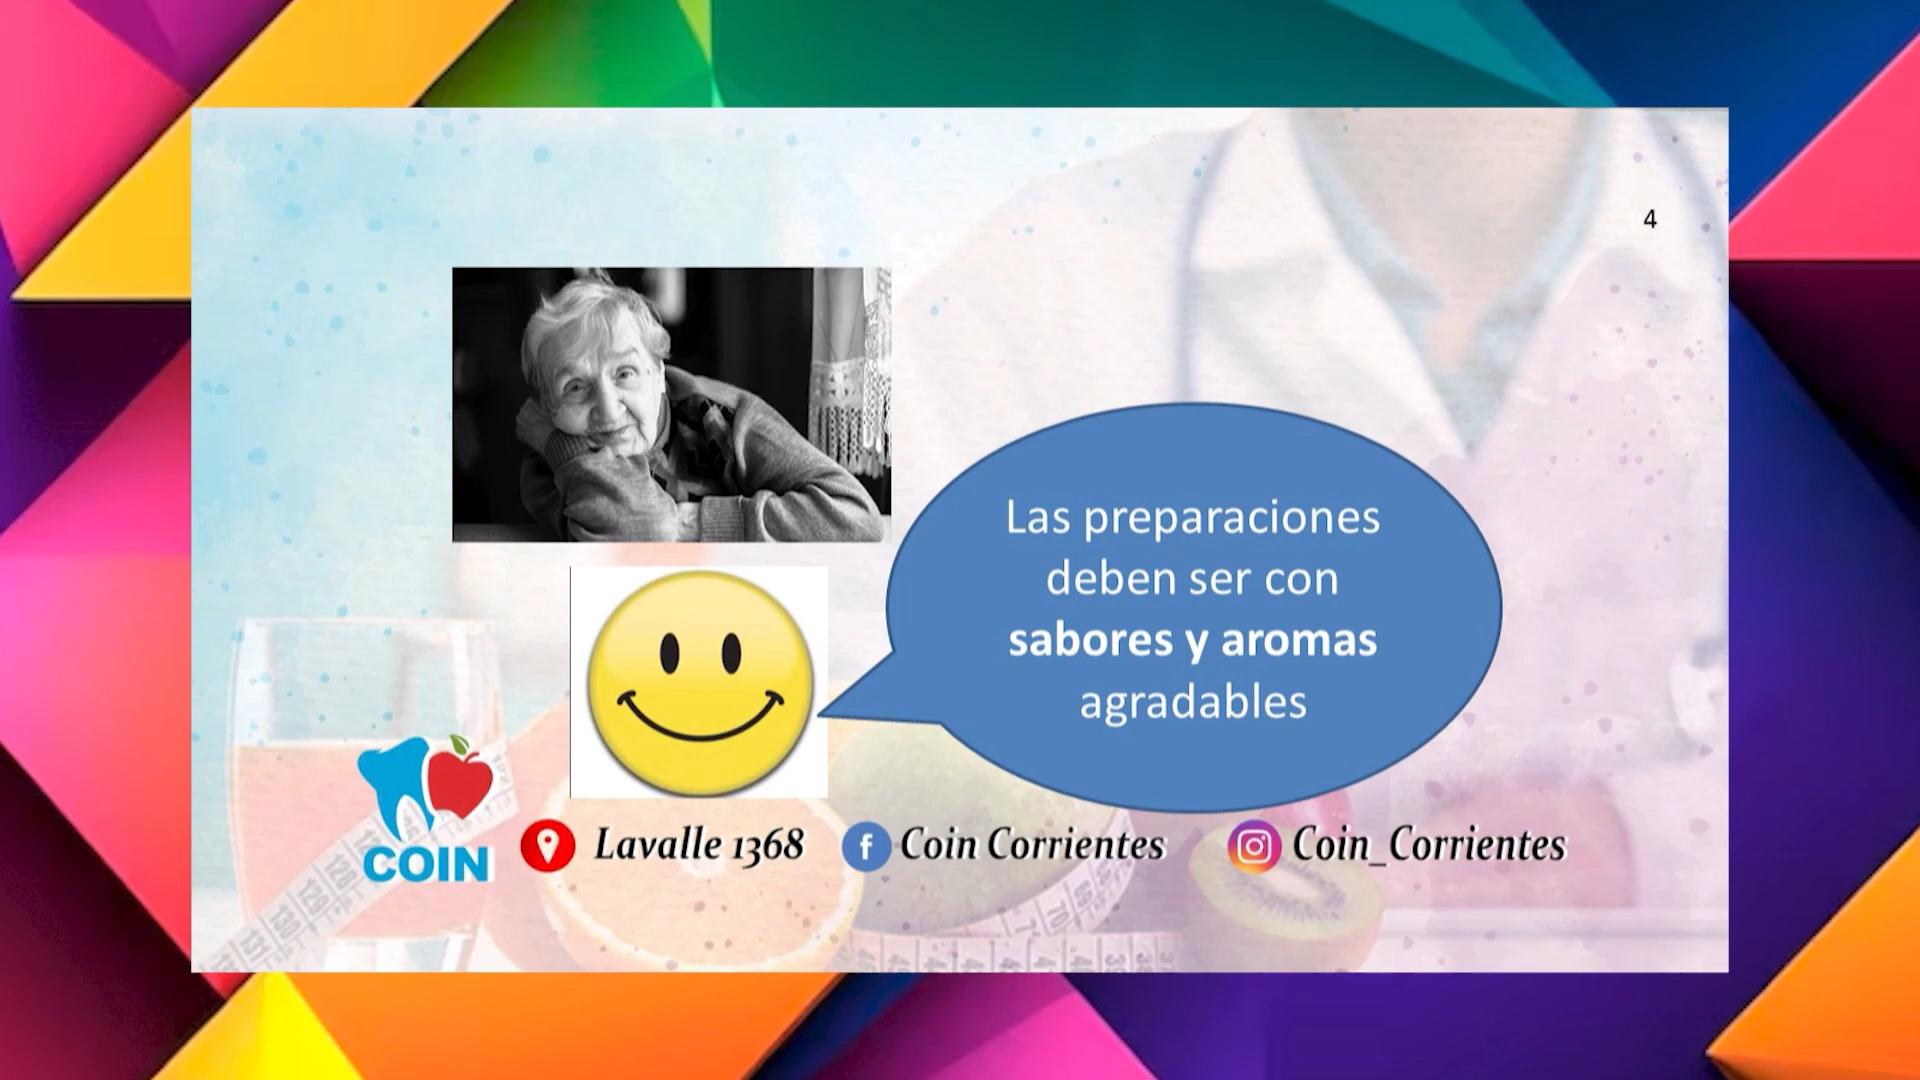 4
Las preparaciones
deben ser con
sabores y aromas
agradables
COIN
Lavalle 1368
Coin Corrientes
Coin_Corrientes